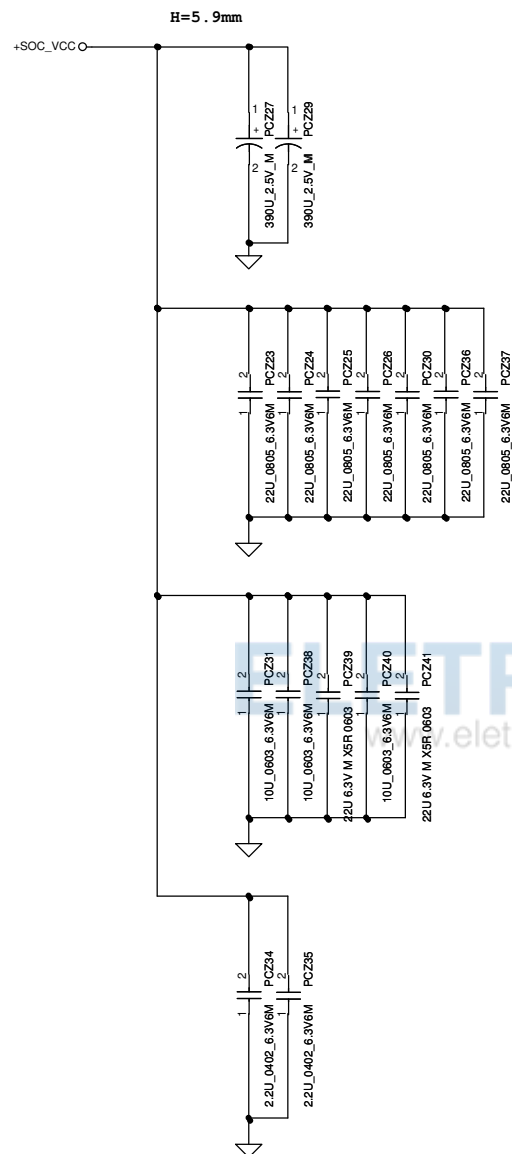 H=5.9mm
+SOC_VCC
1
1
PCZ27
PCZ29
+
+
2
2
390U_2.5V_M
390U_2.5V_M
2
2
2
2
2
2
2
PCZ23
PCZ24
PCZ25
PCZ26
PCZ30
PCZ36
PCZ37
1
1
1
1
1
1
1
22U_0805_6.3V6M
22U_0805_6.3V6M
22U_0805_6.3V6M
22U_0805_6.3V6M
22U_0805_6.3V6M
22U_0805_6.3V6M
22U_0805_6.3V6M
2
2
2
2
2
PCZ31
PCZ38
PCZ39
PCZ40
PCZ41
1
1
1
1
1
10U_0603_6.3V6M
10U_0603_6.3V6M
22U 6.3V M X5R 0603
10U_0603_6.3V6M
22U 6.3V M X5R 0603
ELETR
www.elet
2
2
PCZ34
PCZ35
1
1
2.2U_0402_6.3V6M
2.2U_0402_6.3V6M